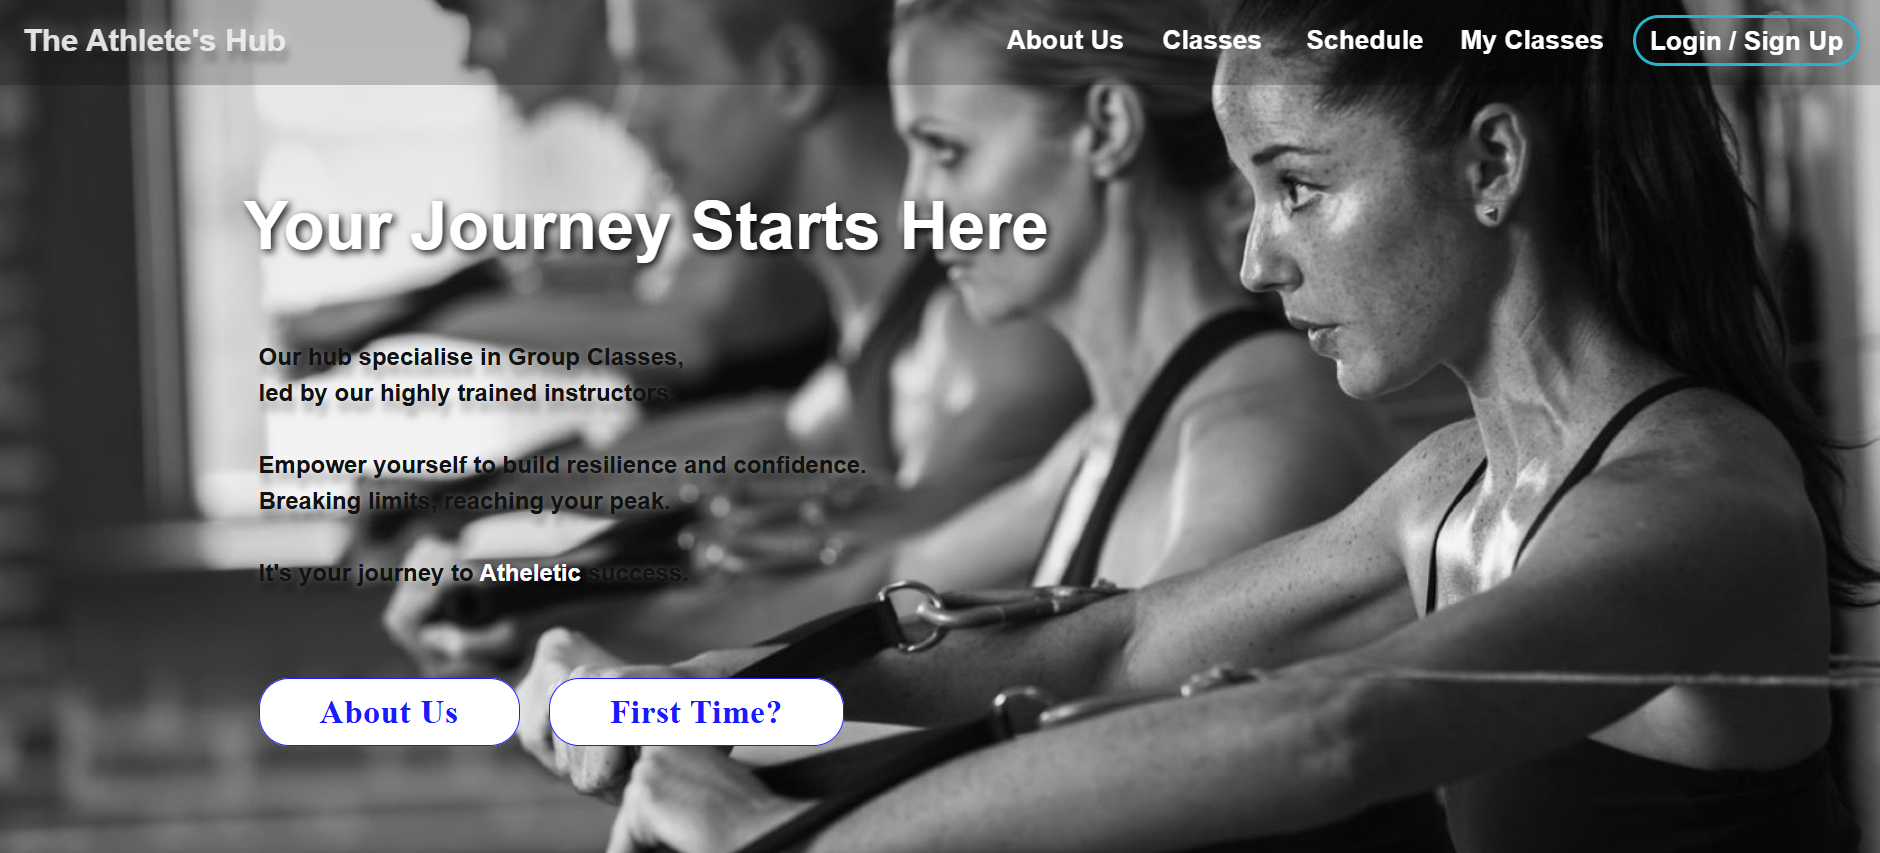 The Athlete's Hub
About Us Classes Schedule My Classes Login / Sign Up
Your Journey Starts Here
Our hub specialise in Group Classes,
led by our highly trained instructors.
Empower yourself to build resilience and confidence.
Breaking limits, reaching your peak.
It's your journey to Atheletic success.
About Us First Time?